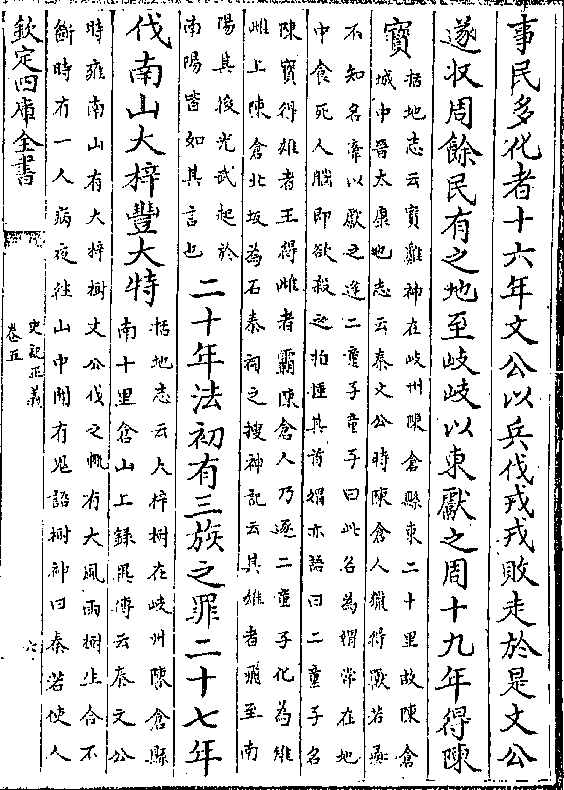 事民多化者十六年文公以兵伐戎戎敗走於是文公
遂收周餘民有之地至岐岐以東獻之周十九年得陳
寶
括地志云寶雞神在岐州陳倉縣東二十里故陳倉
城中晉太康地志云秦文公時陳倉人獵得獸若彘
不知名牽以獻之逢二童子童子曰此名為媦常在地
中食死人腦即欲殺之拍捶其首媦亦語曰二童子名
陳寶得雄者王得雌者霸陳倉人乃逐二童子化為雉
雌上陳倉北坂為石秦祠之搜神記云其雄者飛至南
陽其後光武起於
南陽皆如其言也
二十年法初有三族之罪二十七年
伐南山大梓豐大特
括地志云大梓樹在岐州陳倉縣
南十里倉山上録異傳云秦文公
時雍南山有大梓樹文公伐之輒有大風雨樹生合不
斷時有一人病夜往山中聞有鬼語樹神曰秦若使人
欽定四庫全書
史記正義
卷五
六